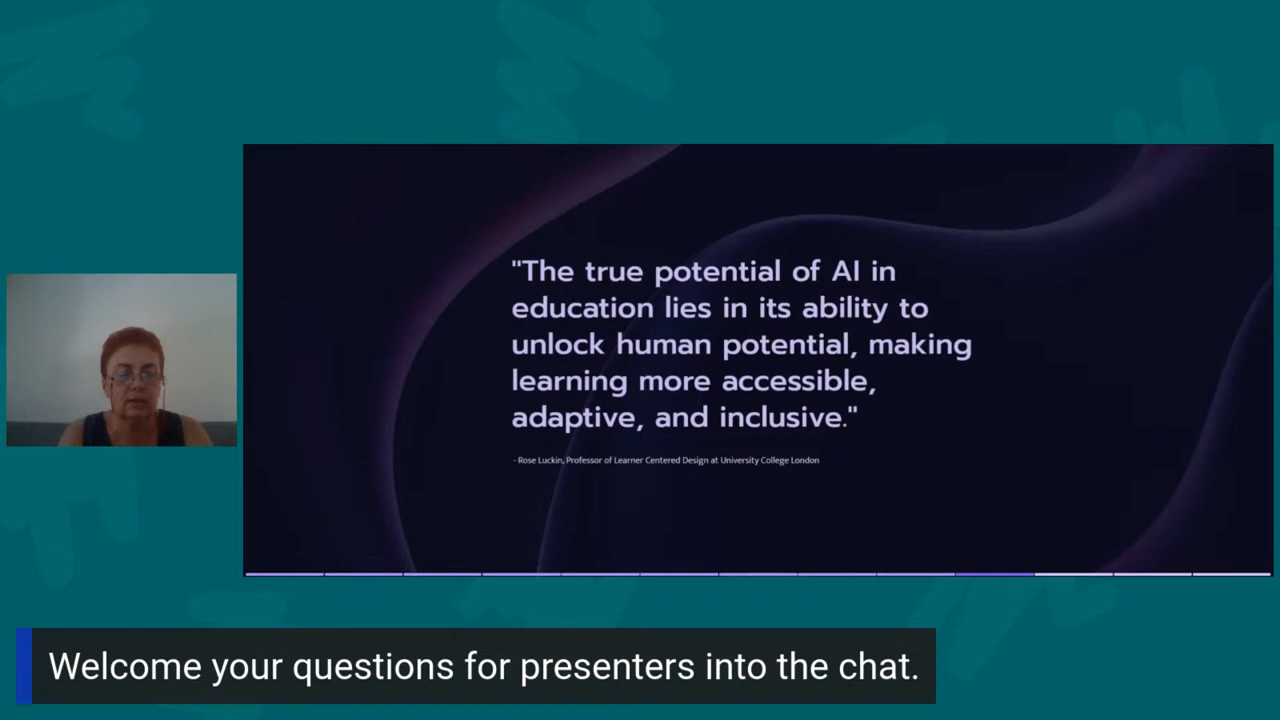 "The true potential of AI in
education lies in its ability to
unlock human potential, making
learning more accessible,
adaptive, and inclusive."
- Rose Luckin, Professor of Learner Centered Design at University College London
Welcome your questions for presenters into the chat.